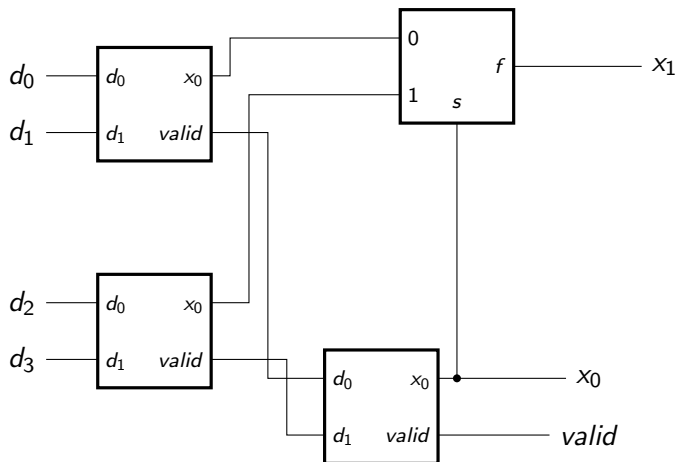 0
f
x₁
1
s
d₀
d₀
x₀
d₁
d₁
valid
d₂
d₀
x₀
d₃
d₁
valid
d₀
x₀
x₀
d₁
valid
valid